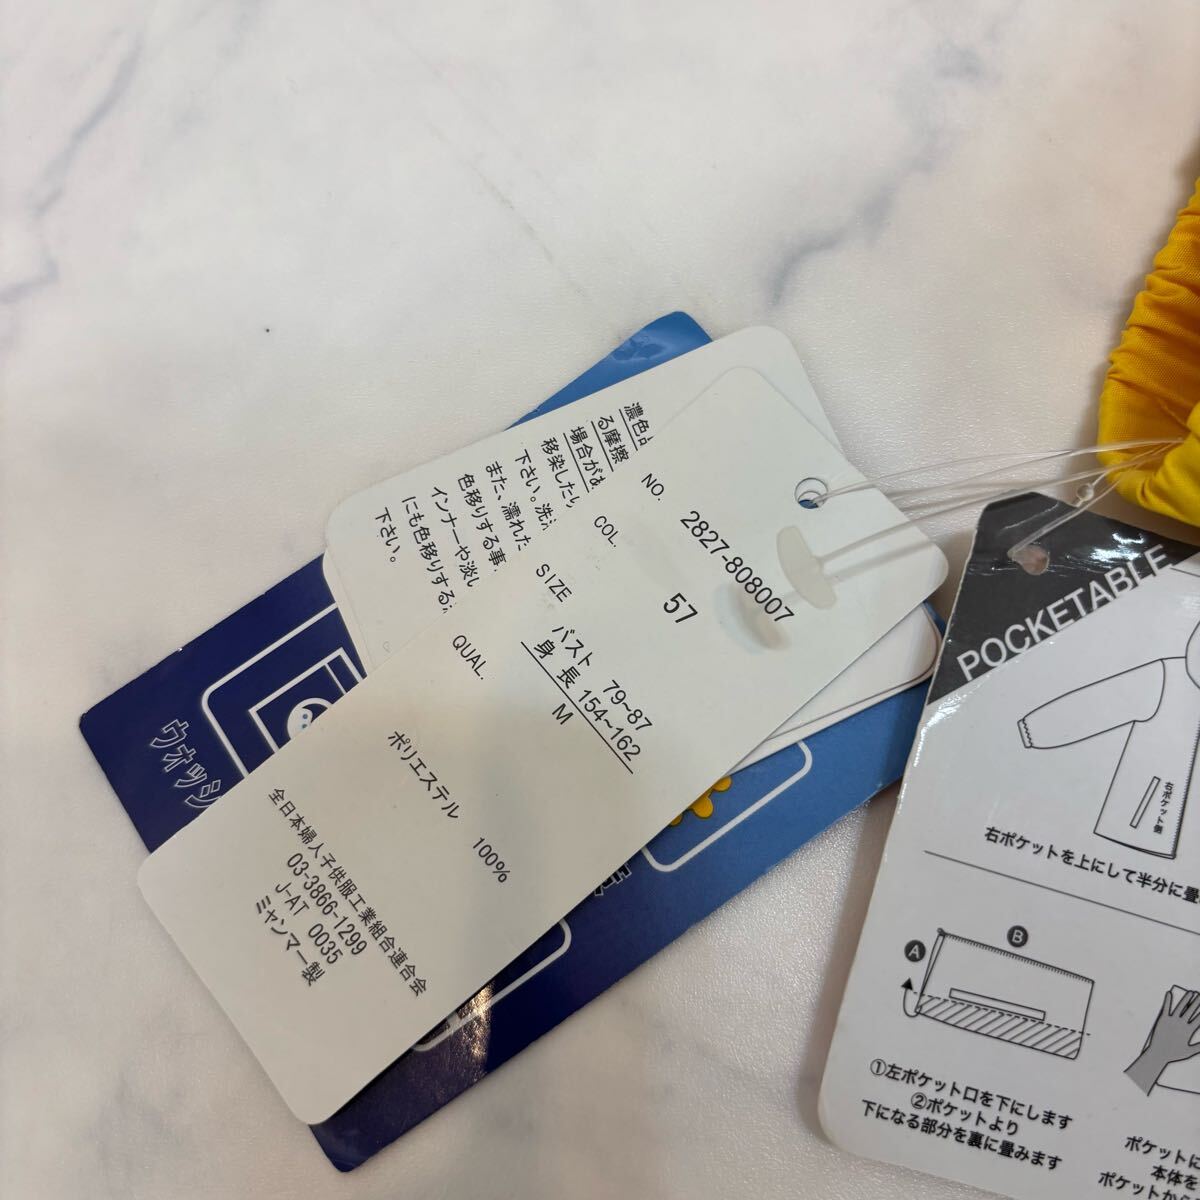 NO. 2827-808007
COL. 57
SIZE バスト 79~87
身長 154~162
M
QUAL.
ポリエステル 100%
全日本婦人子供服工業組合連合会
03-3866-1299
J-AT 0035
ミャンマー製
濃色
る摩擦
場合が
移染したり
下さい。洗
また、濡れた
色移りする事
インナーや淡
にも色移りする
下さい。
ウォッシ
POCKETABLE
右ポケット側
右ポケットを上にして半分に畳
A
B
①左ポケット口を下にします
②ポケットより
下になる部分を裏に畳みます
ポケットに
本体を
ポケットか